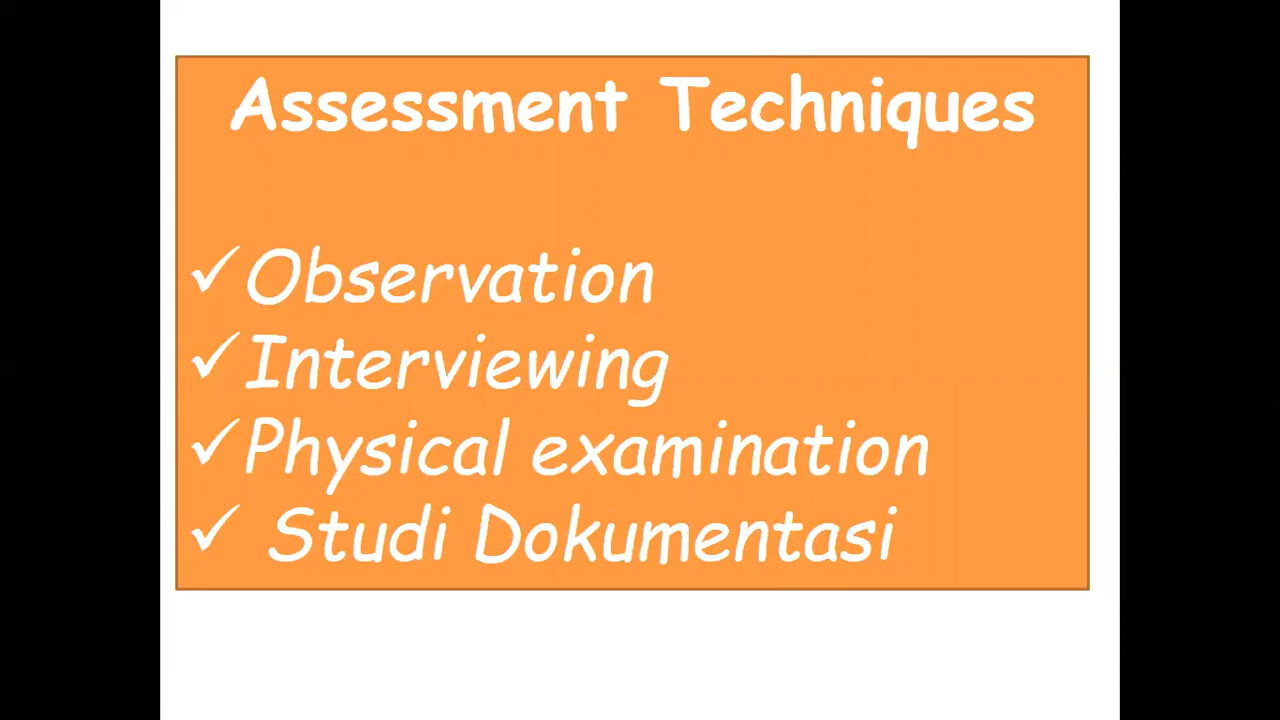 Assessment Techniques
✓Observation
✓Interviewing
✓Physical examination
✓ Studi Dokumentasi